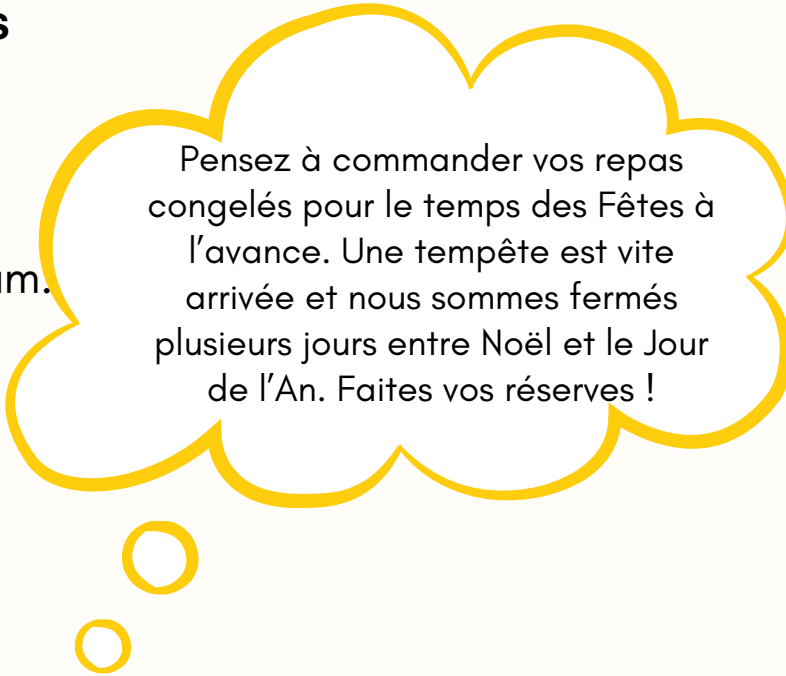 s
am.
Pensez à commander vos repas
congelés pour le temps des Fêtes à
l'avance. Une tempête est vite
arrivée et nous sommes fermés
plusieurs jours entre Noël et le Jour
de l'An. Faites vos réserves !